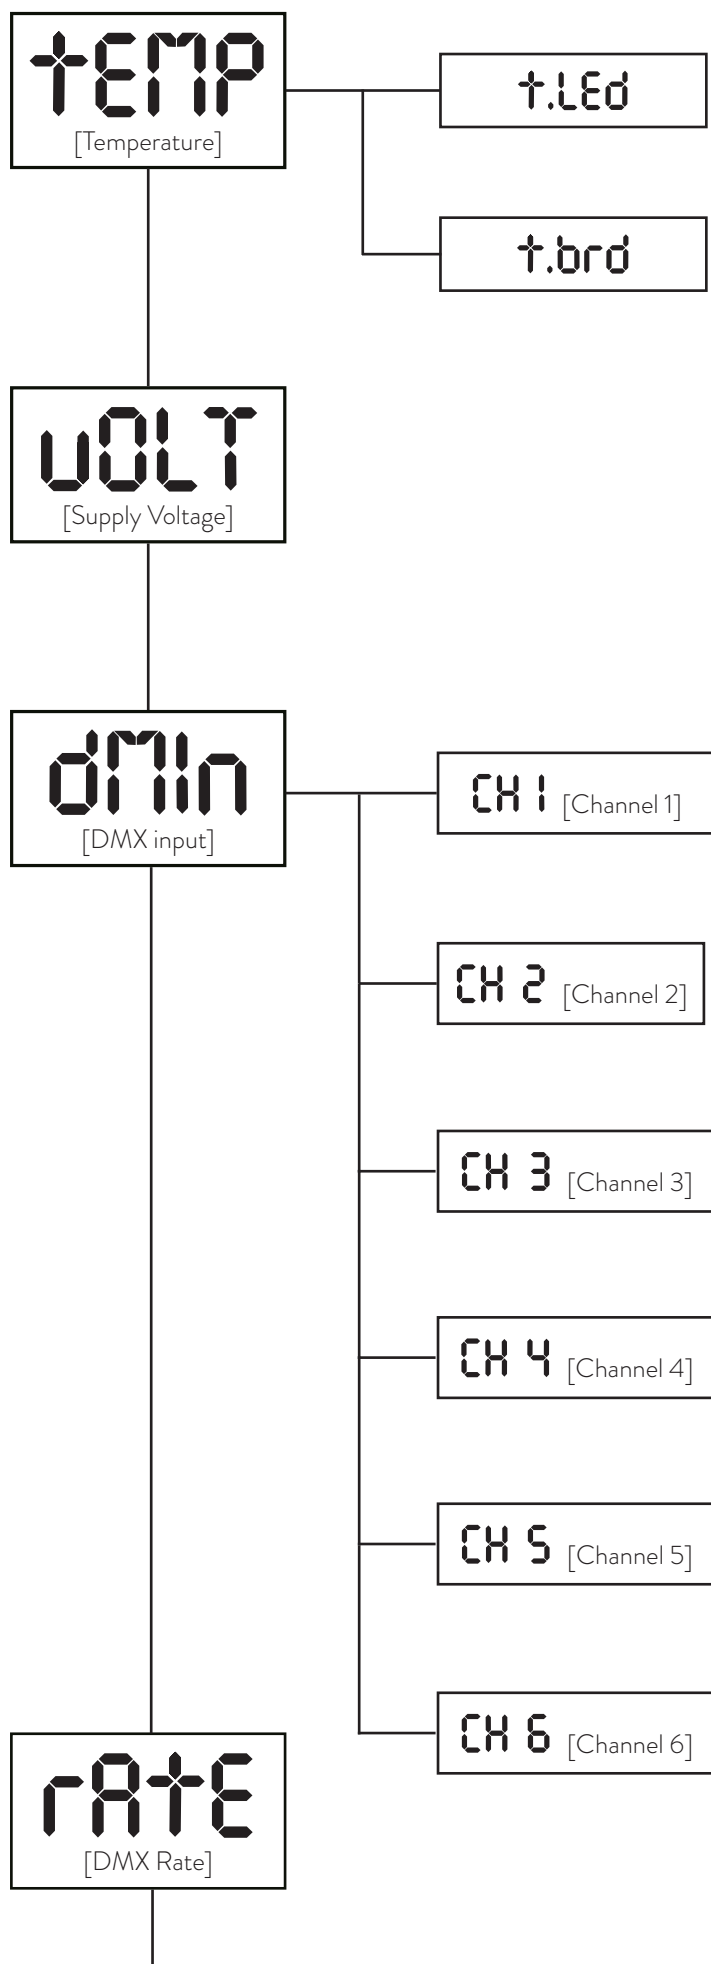 tEMP
[Temperature]
t.LEd
t.brd
vOLT
[Supply Voltage]
dMIn
[DMX input]
CH 1 [Channel 1]
CH 2 [Channel 2]
CH 3 [Channel 3]
CH 4 [Channel 4]
CH 5 [Channel 5]
CH 6 [Channel 6]
rAtE
[DMX Rate]